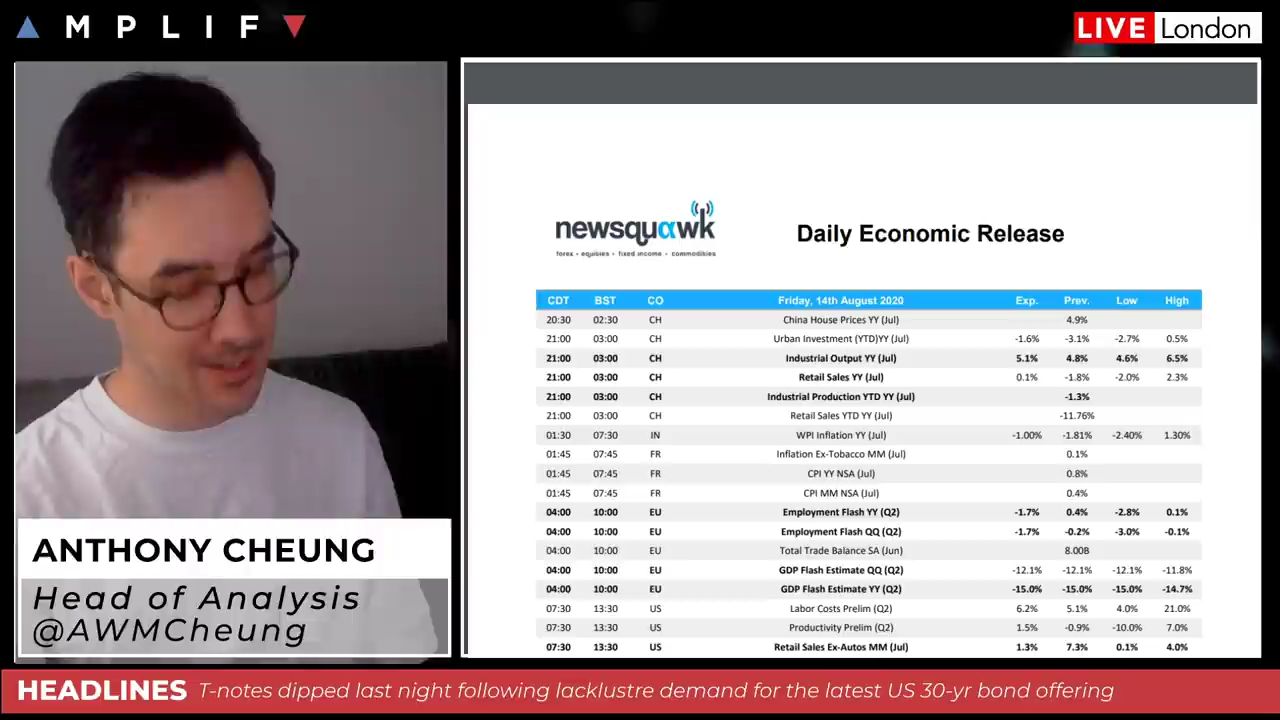 MPLIF
LIVE London
newsquawk
forex • equities • fixed income • commodities
Daily Economic Release
CDT BST CO Friday, 14th August 2020 Exp. Prev. Low High
20:30 02:30 CH China House Prices YY (Jul) 4.9%
21:00 03:00 CH Urban Investment (YTD)YY (Jul) -1.6% -3.1% -2.7% 0.5%
21:00 03:00 CH Industrial Output YY (Jul) 5.1% 4.8% 4.6% 6.5%
21:00 03:00 CH Retail Sales YY (Jul) 0.1% -1.8% -2.0% 2.3%
21:00 03:00 CH Industrial Production YTD YY (Jul) -1.3%
21:00 03:00 CH Retail Sales YTD YY (Jul) -11.76%
01:30 07:30 IN WPI Inflation YY (Jul) -1.00% -1.81% -2.40% 1.30%
01:45 07:45 FR Inflation Ex-Tobacco MM (Jul) 0.1%
01:45 07:45 FR CPI YY NSA (Jul) 0.8%
01:45 07:45 FR CPI MM NSA (Jul) 0.4%
04:00 10:00 EU Employment Flash YY (Q2) -1.7% 0.4% -2.8% 0.1%
04:00 10:00 EU Employment Flash QQ (Q2) -1.7% -0.2% -3.0% -0.1%
04:00 10:00 EU Total Trade Balance SA (Jun) 8.00B
04:00 10:00 EU GDP Flash Estimate QQ (Q2) -12.1% -12.1% -12.1% -11.8%
04:00 10:00 EU GDP Flash Estimate YY (Q2) -15.0% -15.0% -15.0% -14.7%
07:30 13:30 US Labor Costs Prelim (Q2) 6.2% 5.1% 4.0% 21.0%
07:30 13:30 US Productivity Prelim (Q2) 1.5% -0.9% -10.0% 7.0%
07:30 13:30 US Retail Sales Ex-Autos MM (Jul) 1.3% 7.3% 0.1% 4.0%
ANTHONY CHEUNG
Head of Analysis
@AWMCheung
HEADLINES T-notes dipped last night following lacklustre demand for the latest US 30-yr bond offering